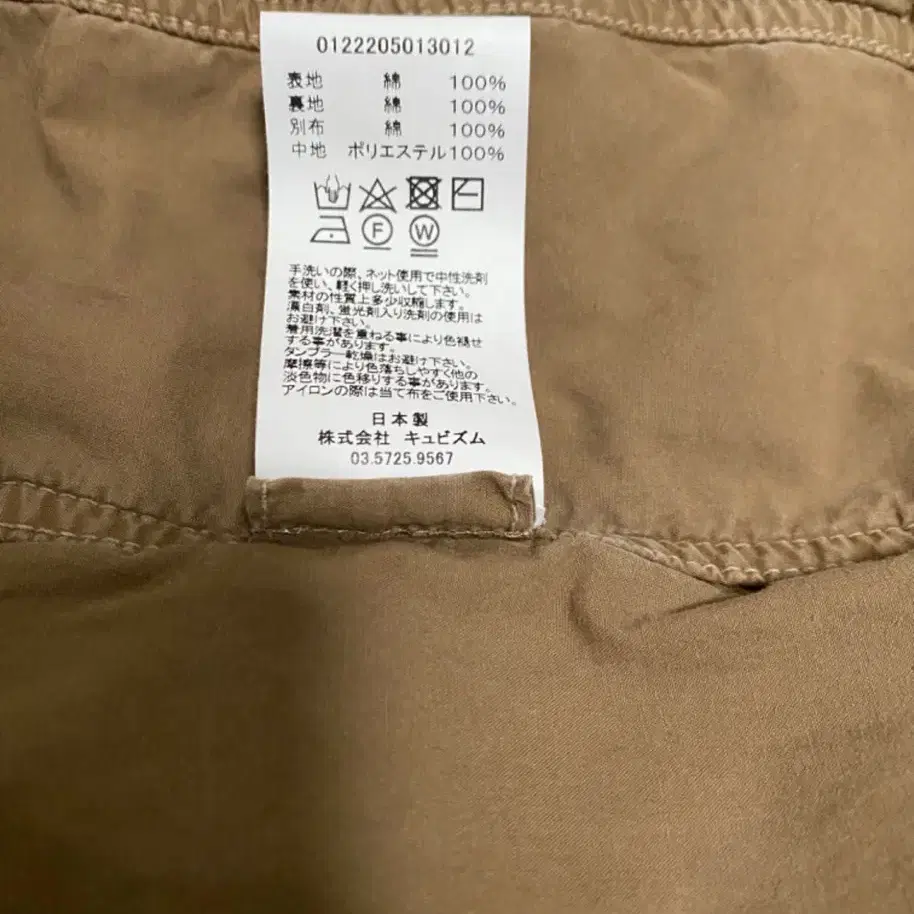 0122205013012
表地 綿 100%
裏地 綿 100%
別布 綿 100%
中地 ポリエステル100%
F W
手洗いの際、ネット使用で中性洗剤
を使い、軽く押し洗いして下さい。
素材の性質上多少収縮します。
漂白剤、蛍光剤入り洗剤の使用は
お避け下さい。
着用洗濯を重ねる事により色褪せ
する事があります。
タンブラー乾燥はお避け下さい。
摩擦等により色落ちしやすく他の
淡色物に色移りする事があります。
アイロンの際は当て布をご使用下さい。
日本製
株式会社 キュビズム
03.5725.9567